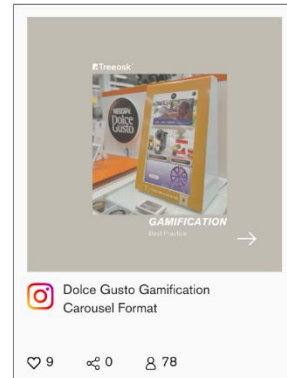 Treeosk
NESCAFÉ
Dolce
Gusto
GAMIFICATION
Best Practice
Dolce Gusto Gamification
Carousel Format
9 0 78